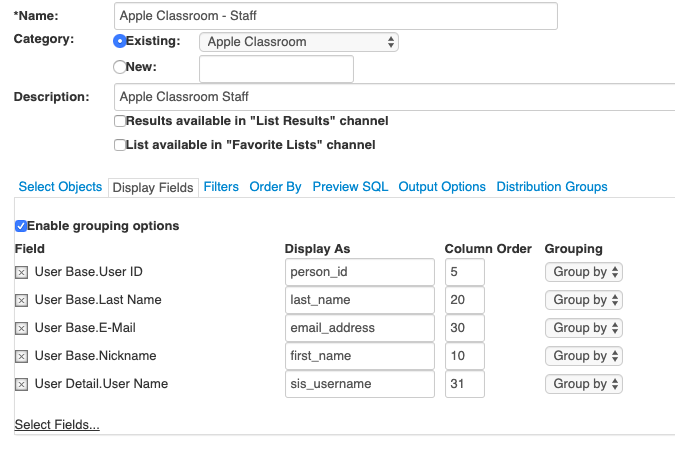 *Name: Apple Classroom - Staff
Category: Existing: Apple Classroom
New:
Description: Apple Classroom Staff
Results available in "List Results" channel
List available in "Favorite Lists" channel
Select Objects Display Fields Filters Order By Preview SQL Output Options Distribution Groups
Enable grouping options
Field Display As Column Order Grouping
User Base.User ID person_id 5 Group by
User Base.Last Name last_name 20 Group by
User Base.E-Mail email_address 30 Group by
User Base.Nickname first_name 10 Group by
User Detail.User Name sis_username 31 Group by
Select Fields...